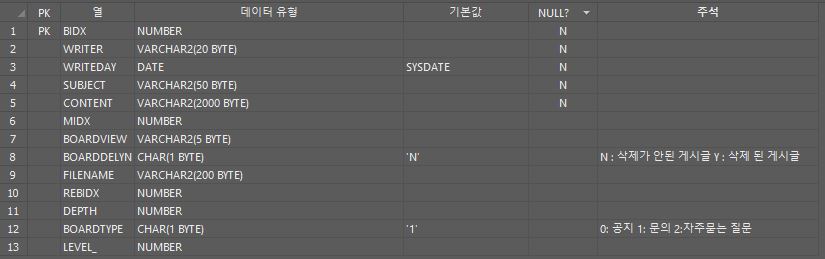 PK 열 데이터 유형 기본값 NULL? 주석
1 PK BIDX NUMBER N
2 WRITER VARCHAR2(20 BYTE) N
3 WRITEDAY DATE SYSDATE N
4 SUBJECT VARCHAR2(50 BYTE) N
5 CONTENT VARCHAR2(2000 BYTE) N
6 MIDX NUMBER
7 BOARDVIEW VARCHAR2(5 BYTE)
8 BOARDDELYN CHAR(1 BYTE) 'N' N : 삭제가 안된 게시글 Y : 삭제 된 게시글
9 FILENAME VARCHAR2(200 BYTE)
10 REBIDX NUMBER
11 DEPTH NUMBER
12 BOARDTYPE CHAR(1 BYTE) '1' 0: 공지 1: 문의 2:자주묻는 질문
13 LEVEL_ NUMBER